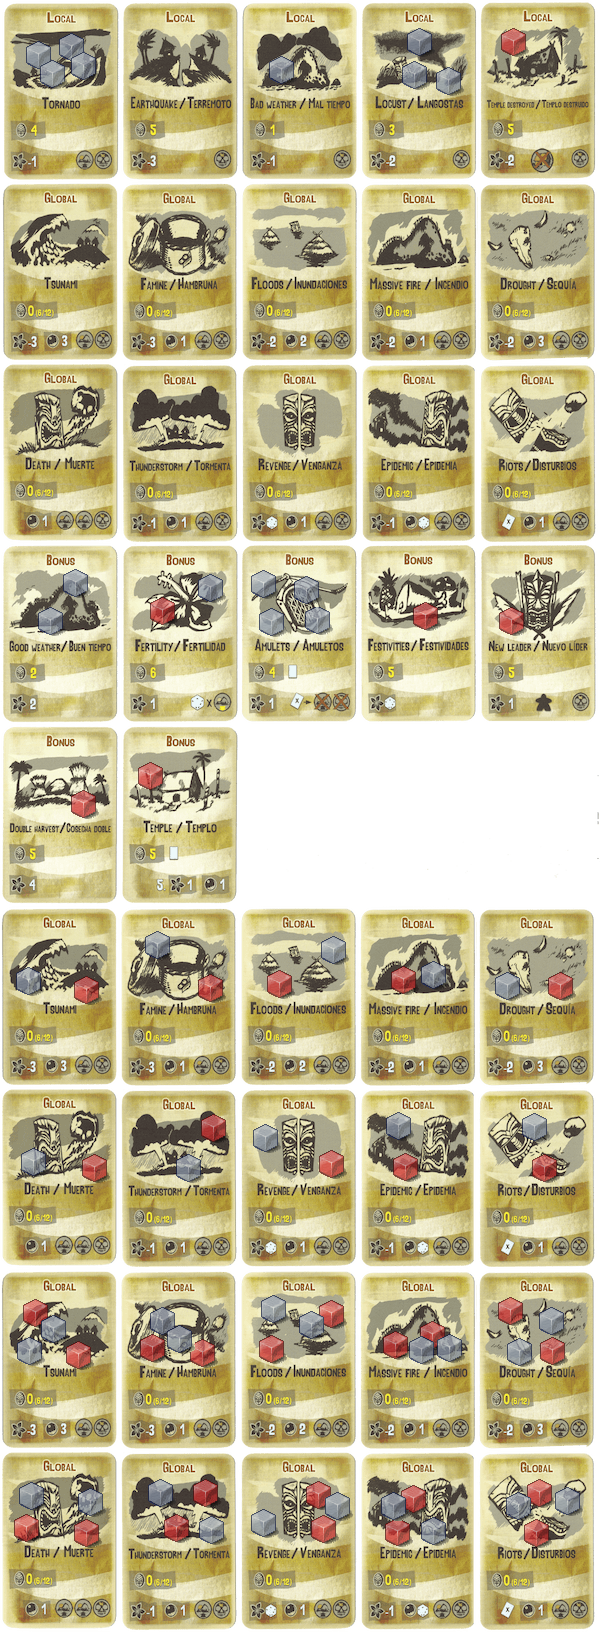 Local
Tornado
4
-1
Local
Earthquake / Terremoto
5
-3
Local
Bad weather / Mal tiempo
1
-1
Local
Locust / Langostas
3
-2
Local
Temple destroyed / Templo destruido
5
-2
Global
Tsunami
0 (6/12)
-3 3
Global
Famine / Hambruna
0 (6/12)
-3 1
Global
Floods / Inundaciones
0 (6/12)
-2 2
Global
Massive fire / Incendio
0 (6/12)
-2 1
Global
Drought / Sequía
0 (6/12)
-2 3
Global
Death / Muerte
0 (6/12)
1
Global
Thunderstorm / Tormenta
0 (6/12)
-1 1
Global
Revenge / Venganza
0 (6/12)
1
Global
Epidemic / Epidemia
0 (6/12)
-1
Global
Riots / Disturbios
0 (6/12)
x 1
Bonus
Good weather / Buen tiempo
2
2
Bonus
Fertility / Fertilidad
6
1 x
Bonus
Amulets / Amuletos
4
1 x
Bonus
Festivities / Festividades
5
Bonus
New leader / Nuevo líder
5
1
Bonus
Double harvest / Cosecha doble
5
4
Bonus
Temple / Templo
5
5 1 1
Global
Tsunami
0 (6/12)
-3 3
Global
Famine / Hambruna
0 (6/12)
-3 1
Global
Floods / Inundaciones
0 (6/12)
-2 2
Global
Massive fire / Incendio
0 (6/12)
-2 1
Global
Drought / Sequía
0 (6/12)
-2 3
Global
Death / Muerte
0 (6/12)
1
Global
Thunderstorm / Tormenta
0 (6/12)
-1 1
Global
Revenge / Venganza
0 (6/12)
1
Global
Epidemic / Epidemia
0 (6/12)
-1
Global
Riots / Disturbios
0 (6/12)
x 1
Global
Tsunami
0 (6/12)
-3 3
Global
Famine / Hambruna
0 (6/12)
-3 1
Global
Floods / Inundaciones
0 (6/12)
-2 2
Global
Massive fire / Incendio
0 (6/12)
-2 1
Global
Drought / Sequía
0 (6/12)
-2 3
Global
Death / Muerte
0 (6/12)
1
Global
Thunderstorm / Tormenta
0 (6/12)
-1 1
Global
Revenge / Venganza
0 (6/12)
1
Global
Epidemic / Epidemia
0 (6/12)
-1
Global
Riots / Disturbios
0 (6/12)
x 1